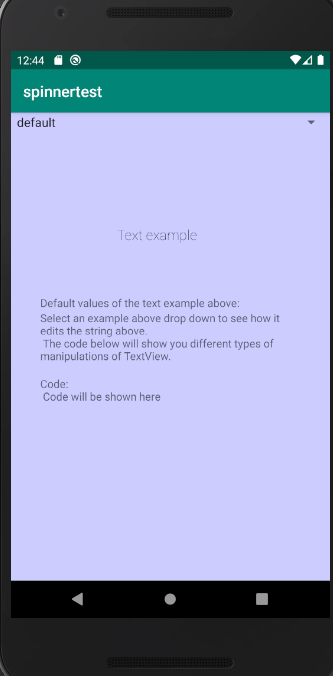 12:44
spinnertest
default
Text example
Default values of the text example above:
Select an example above drop down to see how it
edits the string above.
The code below will show you different types of
manipulations of TextView.
Code:
Code will be shown here